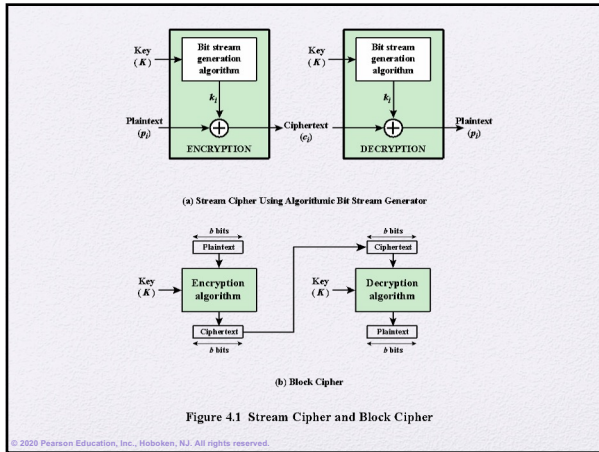 Key
(K)
Bit stream
generation
algorithm
Key
(K)
Bit stream
generation
algorithm
ki
ki
Plaintext
(pi)
ENCRYPTION
Ciphertext
(ci)
DECRYPTION
Plaintext
(pi)
(a) Stream Cipher Using Algorithmic Bit Stream Generator
b bits
Plaintext
Key
(K)
Encryption
algorithm
Ciphertext
b bits
b bits
Ciphertext
Key
(K)
Decryption
algorithm
Plaintext
b bits
(b) Block Cipher
Figure 4.1 Stream Cipher and Block Cipher
© 2020 Pearson Education, Inc., Hoboken, NJ. All rights reserved.